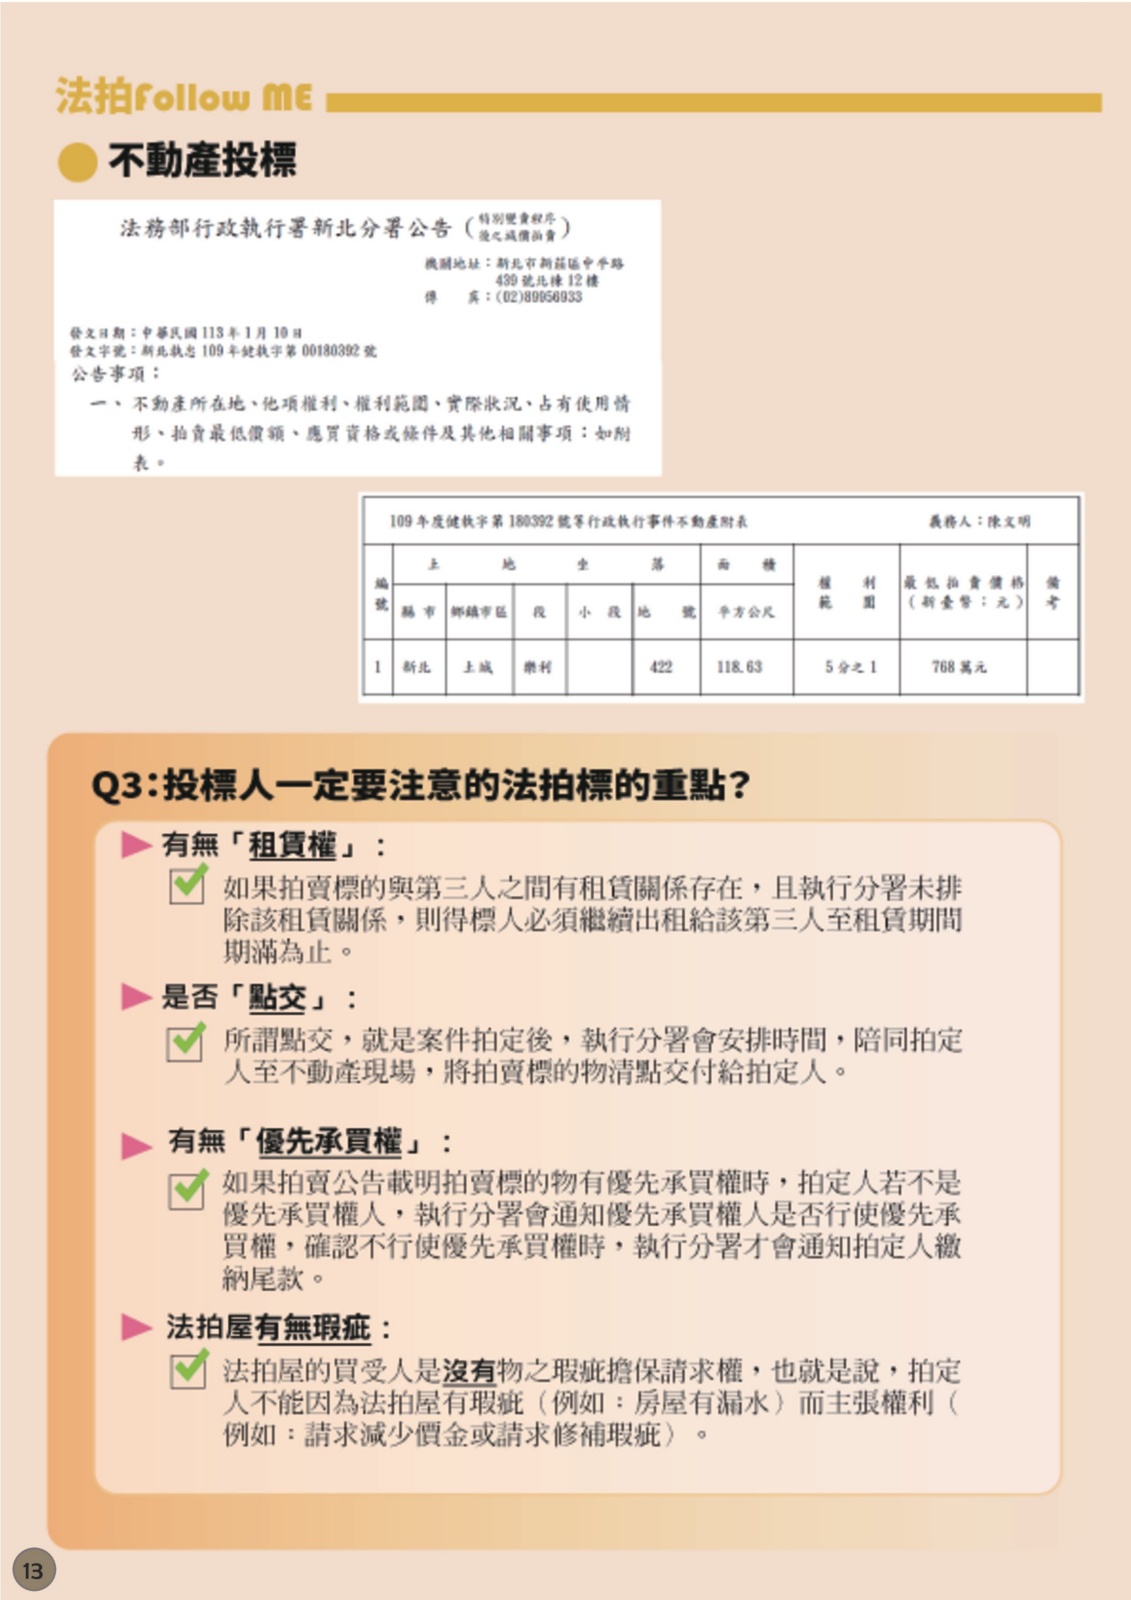 法拍Follow ME
不動產投標
法務部行政執行署新北分署公告(特別變賣程序後之減價拍賣)
機關地址：新北市新莊區中平路
439號北棟12樓
傳　真：(02)89956933
發文日期：中華民國113年1月10日
發文字號：新北執忠109年健執字第00180392號
公告事項：
一、不動產所在地、他項權利、權利範圍、實際狀況、占有使用情
形、拍賣最低價額、應買資格或條件及其他相關事項：如附
表。
109年度健執字第180392號等行政執行事件不動產附表　義務人：陳文明
編號　土地坐落　面積　權利範圍　最低拍賣價格（新臺幣：元）　備考
縣市　鄉鎮市區　段　小段　地號　平方公尺
1　新北　土城　樂利　422　118.63　5分之1　768萬元
Q3:投標人一定要注意的法拍標的重點?
有無「租賃權」：
如果拍賣標的與第三人之間有租賃關係存在，且執行分署未排
除該租賃關係，則得標人必須繼續出租給該第三人至租賃期間
期滿為止。
是否「點交」：
所謂點交，就是案件拍定後，執行分署會安排時間，陪同拍定
人至不動產現場，將拍賣標的物清點交付給拍定人。
有無「優先承買權」：
如果拍賣公告載明拍賣標的物有優先承買權時，拍定人若不是
優先承買權人，執行分署會通知優先承買權人是否行使優先承
買權，確認不行使優先承買權時，執行分署才會通知拍定人繳
納尾款。
法拍屋有無瑕疵：
法拍屋的買受人是沒有物之瑕疵擔保請求權，也就是說，拍定
人不能因為法拍屋有瑕疵（例如：房屋有漏水）而主張權利（
例如：請求減少價金或請求修補瑕疵）。
13